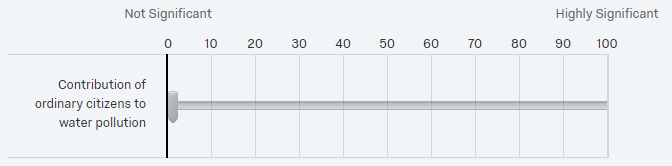 Not Significant Highly Significant
0 10 20 30 40 50 60 70 80 90 100
Contribution of
ordinary citizens to
water pollution